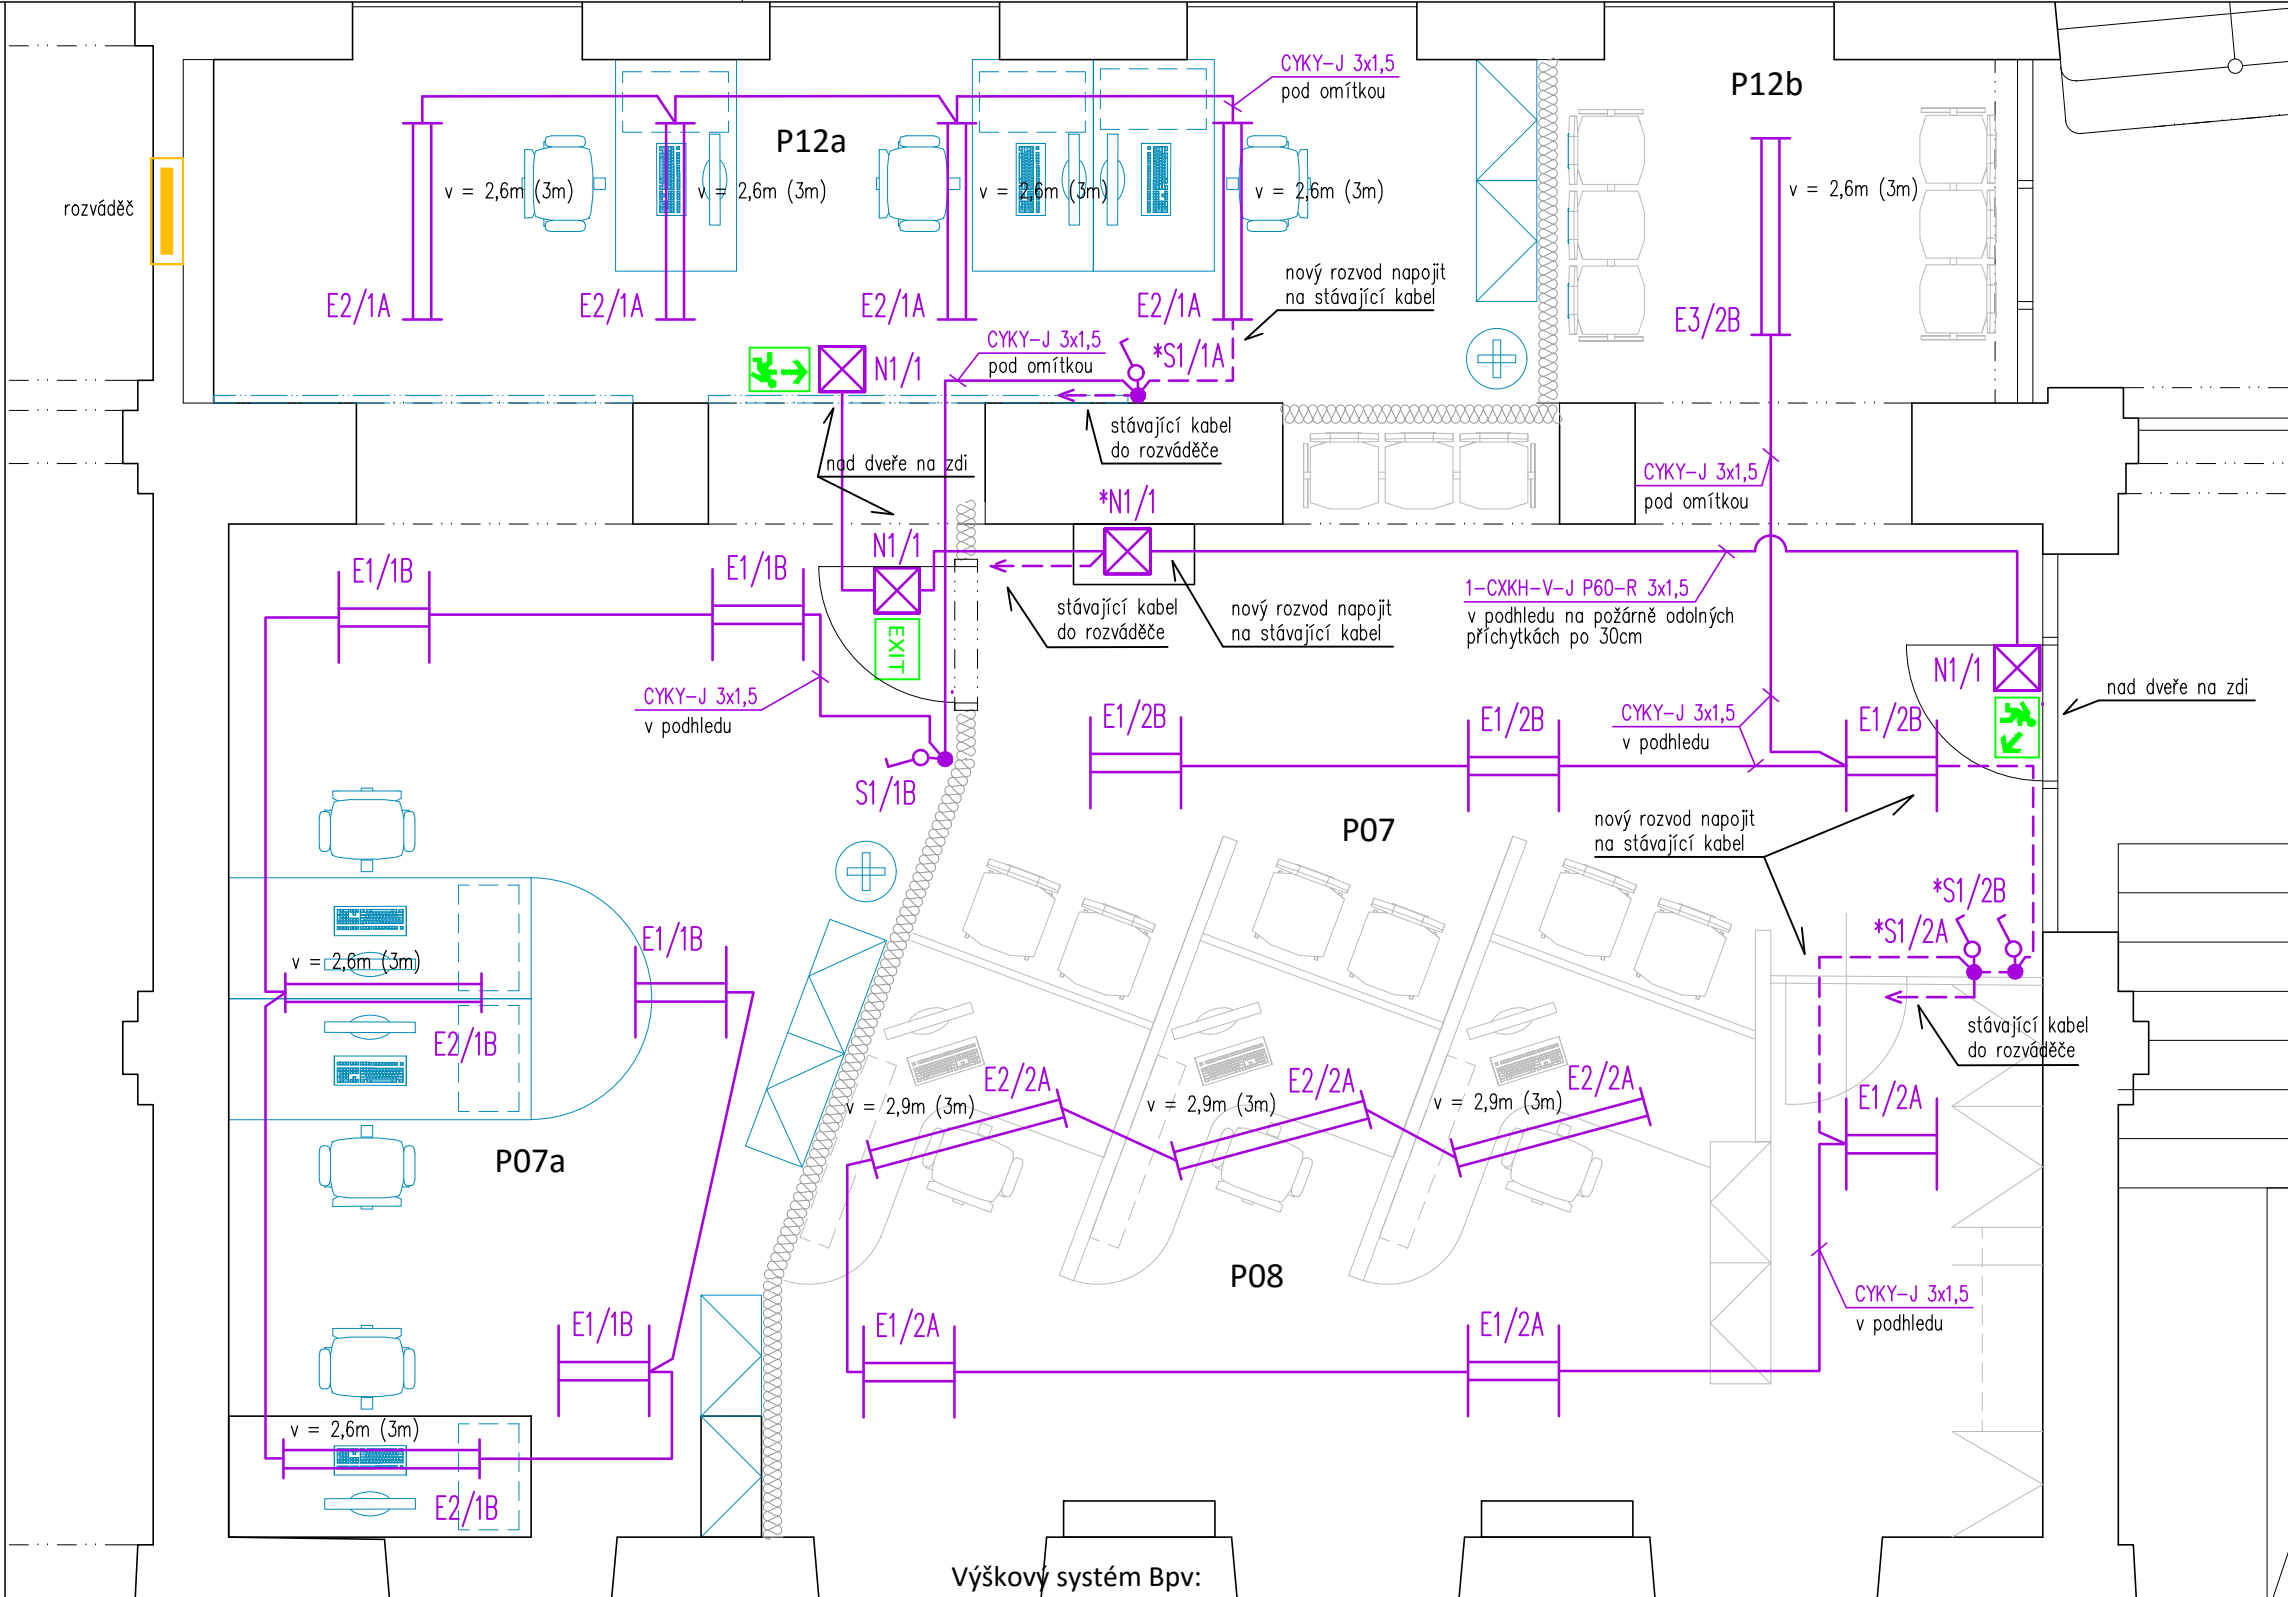 CYKY-J 3x1,5
pod omítkou
P12b
P12a
rozváděč
v = 2,6m (3m)
v = 2,6m (3m)
v = 2,6m (3m)
v = 2,6m (3m)
v = 2,6m (3m)
E2/1A
E2/1A
E2/1A
E2/1A
E3/2B
nový rozvod napojit
na stávající kabel
CYKY-J 3x1,5
pod omítkou
*S1/1A
N1/1
stávající kabel
do rozváděče
nad dveře na zdi
CYKY-J 3x1,5
pod omítkou
*N1/1
N1/1
E1/1B
E1/1B
EXIT
stávající kabel
do rozváděče
nový rozvod napojit
na stávající kabel
1-CXKH-V-J P60-R 3x1,5
v podhledu na požárně odolných
příchytkách po 30cm
N1/1
nad dveře na zdi
CYKY-J 3x1,5
v podhledu
E1/2B
E1/2B
CYKY-J 3x1,5
v podhledu
E1/2B
S1/1B
P07
nový rozvod napojit
na stávající kabel
*S1/2B
*S1/2A
E1/1B
v = 2,6m (3m)
E2/1B
stávající kabel
do rozváděče
E2/2A
E2/2A
E2/2A
v = 2,9m (3m)
v = 2,9m (3m)
v = 2,9m (3m)
E1/2A
P07a
P08
CYKY-J 3x1,5
v podhledu
E1/1B
E1/2A
E1/2A
v = 2,6m (3m)
E2/1B
Výškový systém Bpv: